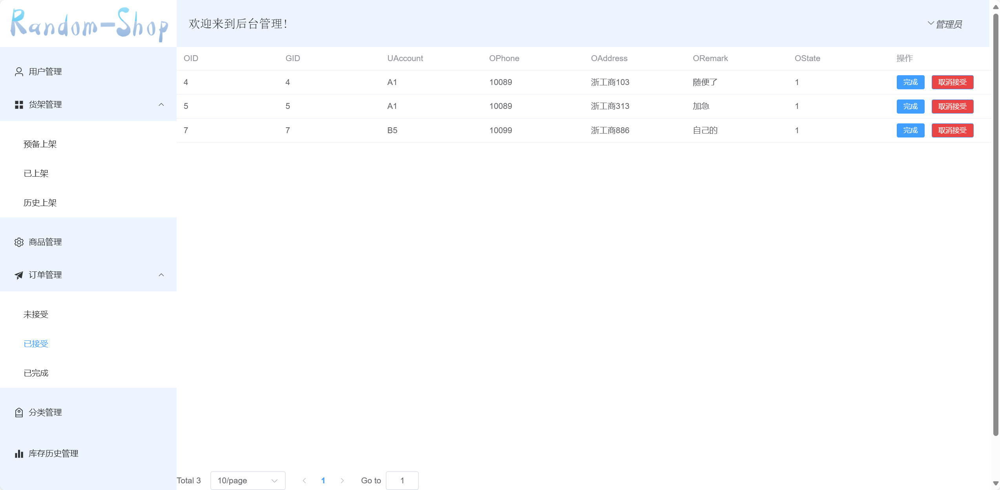 Random-Shop
欢迎来到后台管理！
管理员
用户管理
货架管理
预备上架
已上架
历史上架
商品管理
订单管理
未接受
已接受
已完成
分类管理
库存历史管理
OID GID UAccount OPhone OAddress ORemark OState 操作
4 4 A1 10089 浙工商103 随便了 1 完成 取消接受
5 5 A1 10089 浙工商313 加急 1 完成 取消接受
7 7 B5 10099 浙工商886 自己的 1 完成 取消接受
Total 3 10/page 1 Go to 1